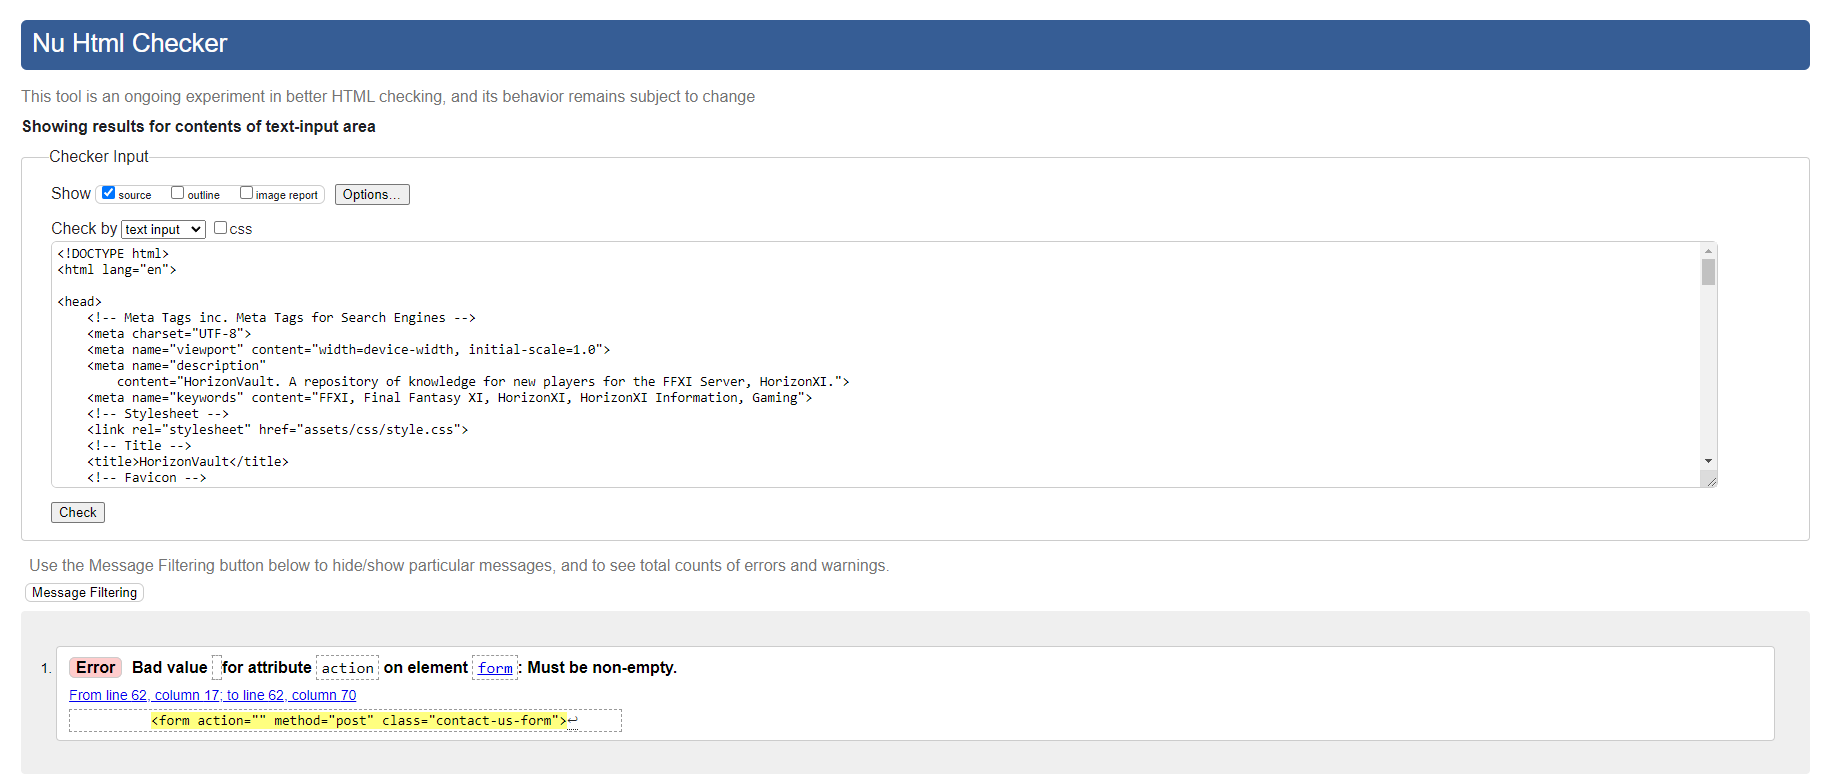 Nu Html Checker
This tool is an ongoing experiment in better HTML checking, and its behavior remains subject to change
Showing results for contents of text-input area
Checker Input
Show source outline image report Options...
Check by text input css
<!DOCTYPE html>
<html lang="en">
<head>
<!-- Meta Tags inc. Meta Tags for Search Engines -->
<meta charset="UTF-8">
<meta name="viewport" content="width=device-width, initial-scale=1.0">
<meta name="description"
content="HorizonVault. A repository of knowledge for new players for the FFXI Server, HorizonXI.">
<meta name="keywords" content="FFXI, Final Fantasy XI, HorizonXI, HorizonXI Information, Gaming">
<!-- Stylesheet -->
<link rel="stylesheet" href="assets/css/style.css">
<!-- Title -->
<title>HorizonVault</title>
<!-- Favicon -->
Check
Use the Message Filtering button below to hide/show particular messages, and to see total counts of errors and warnings.
Message Filtering
1. Error Bad value for attribute action on element form: Must be non-empty.
From line 62, column 17; to line 62, column 70
<form action="" method="post" class="contact-us-form">↩